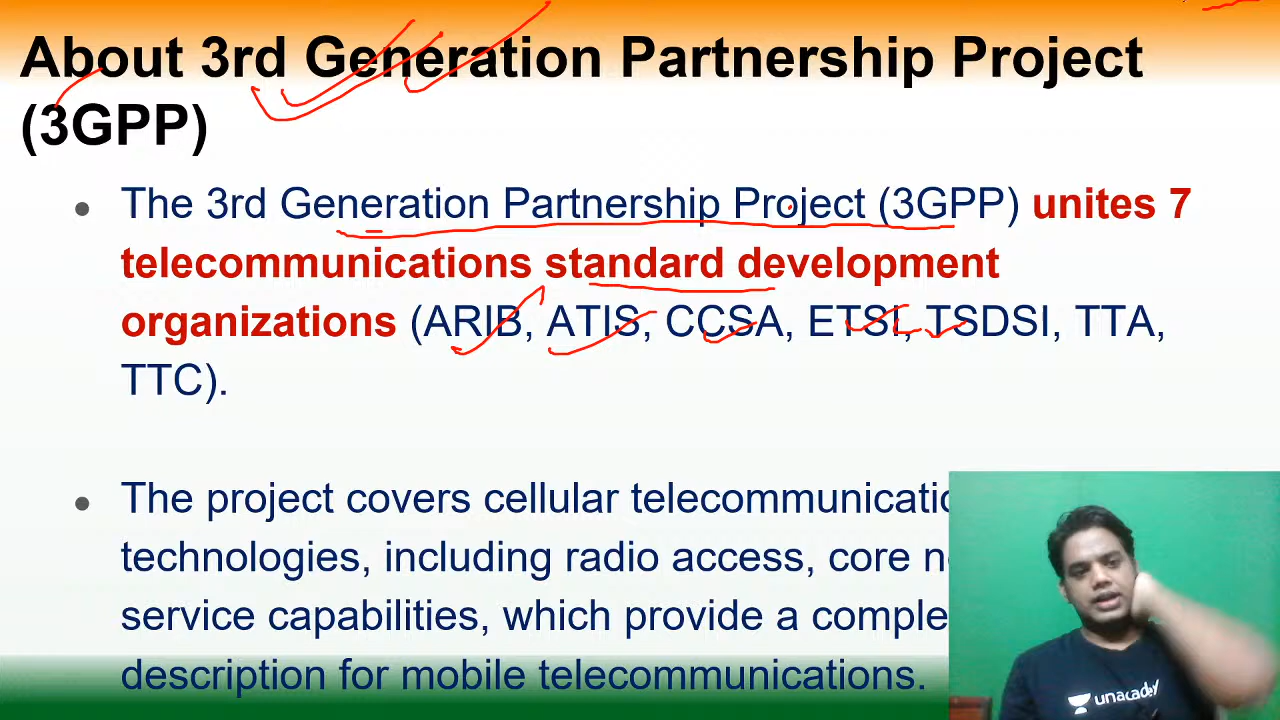 About 3rd Generation Partnership Project
(3GPP)
The 3rd Generation Partnership Project (3GPP) unites 7
telecommunications standard development
organizations (ARIB, ATIS, CCSA, ETSI, TSDSI, TTA,
TTC).
The project covers cellular
technologies, including radio access, core
service capabilities, which provide a
description for mobile telecommunications.
unacademy